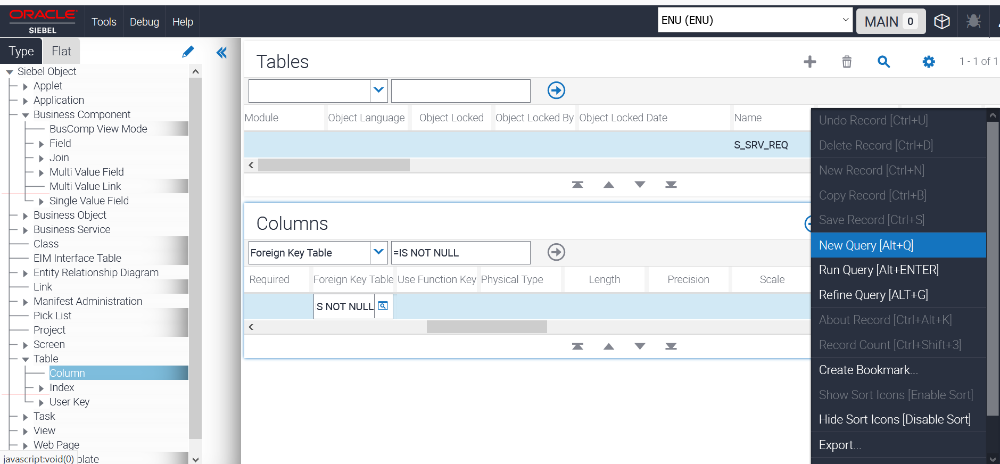 ORACLE
SIEBEL
Tools
Debug
Help
ENU (ENU)
MAIN 0
Type
Flat
Siebel Object
Applet
Application
Business Component
BusComp View Mode
Field
Join
Multi Value Field
Multi Value Link
Single Value Field
Business Object
Business Service
Class
EIM Interface Table
Entity Relationship Diagram
Link
Manifest Administration
Pick List
Project
Screen
Table
Column
Index
User Key
Task
View
Web Page
plate
javascript:void(0)
Tables
1 - 1 of 1
Module
Object Language
Object Locked
Object Locked By
Object Locked Date
Name
S_SRV_REQ
Columns
Foreign Key Table
=IS NOT NULL
Required
Foreign Key Table
Use Function Key
Physical Type
Length
Precision
Scale
S NOT NULL
Undo Record [Ctrl+U]
Delete Record [Ctrl+D]
New Record [Ctrl+N]
Copy Record [Ctrl+B]
Save Record [Ctrl+S]
New Query [Alt+Q]
Run Query [Alt+ENTER]
Refine Query [ALT+G]
About Record [Ctrl+Alt+K]
Record Count [Ctrl+Shift+3]
Create Bookmark...
Show Sort Icons [Enable Sort]
Hide Sort Icons [Disable Sort]
Export...